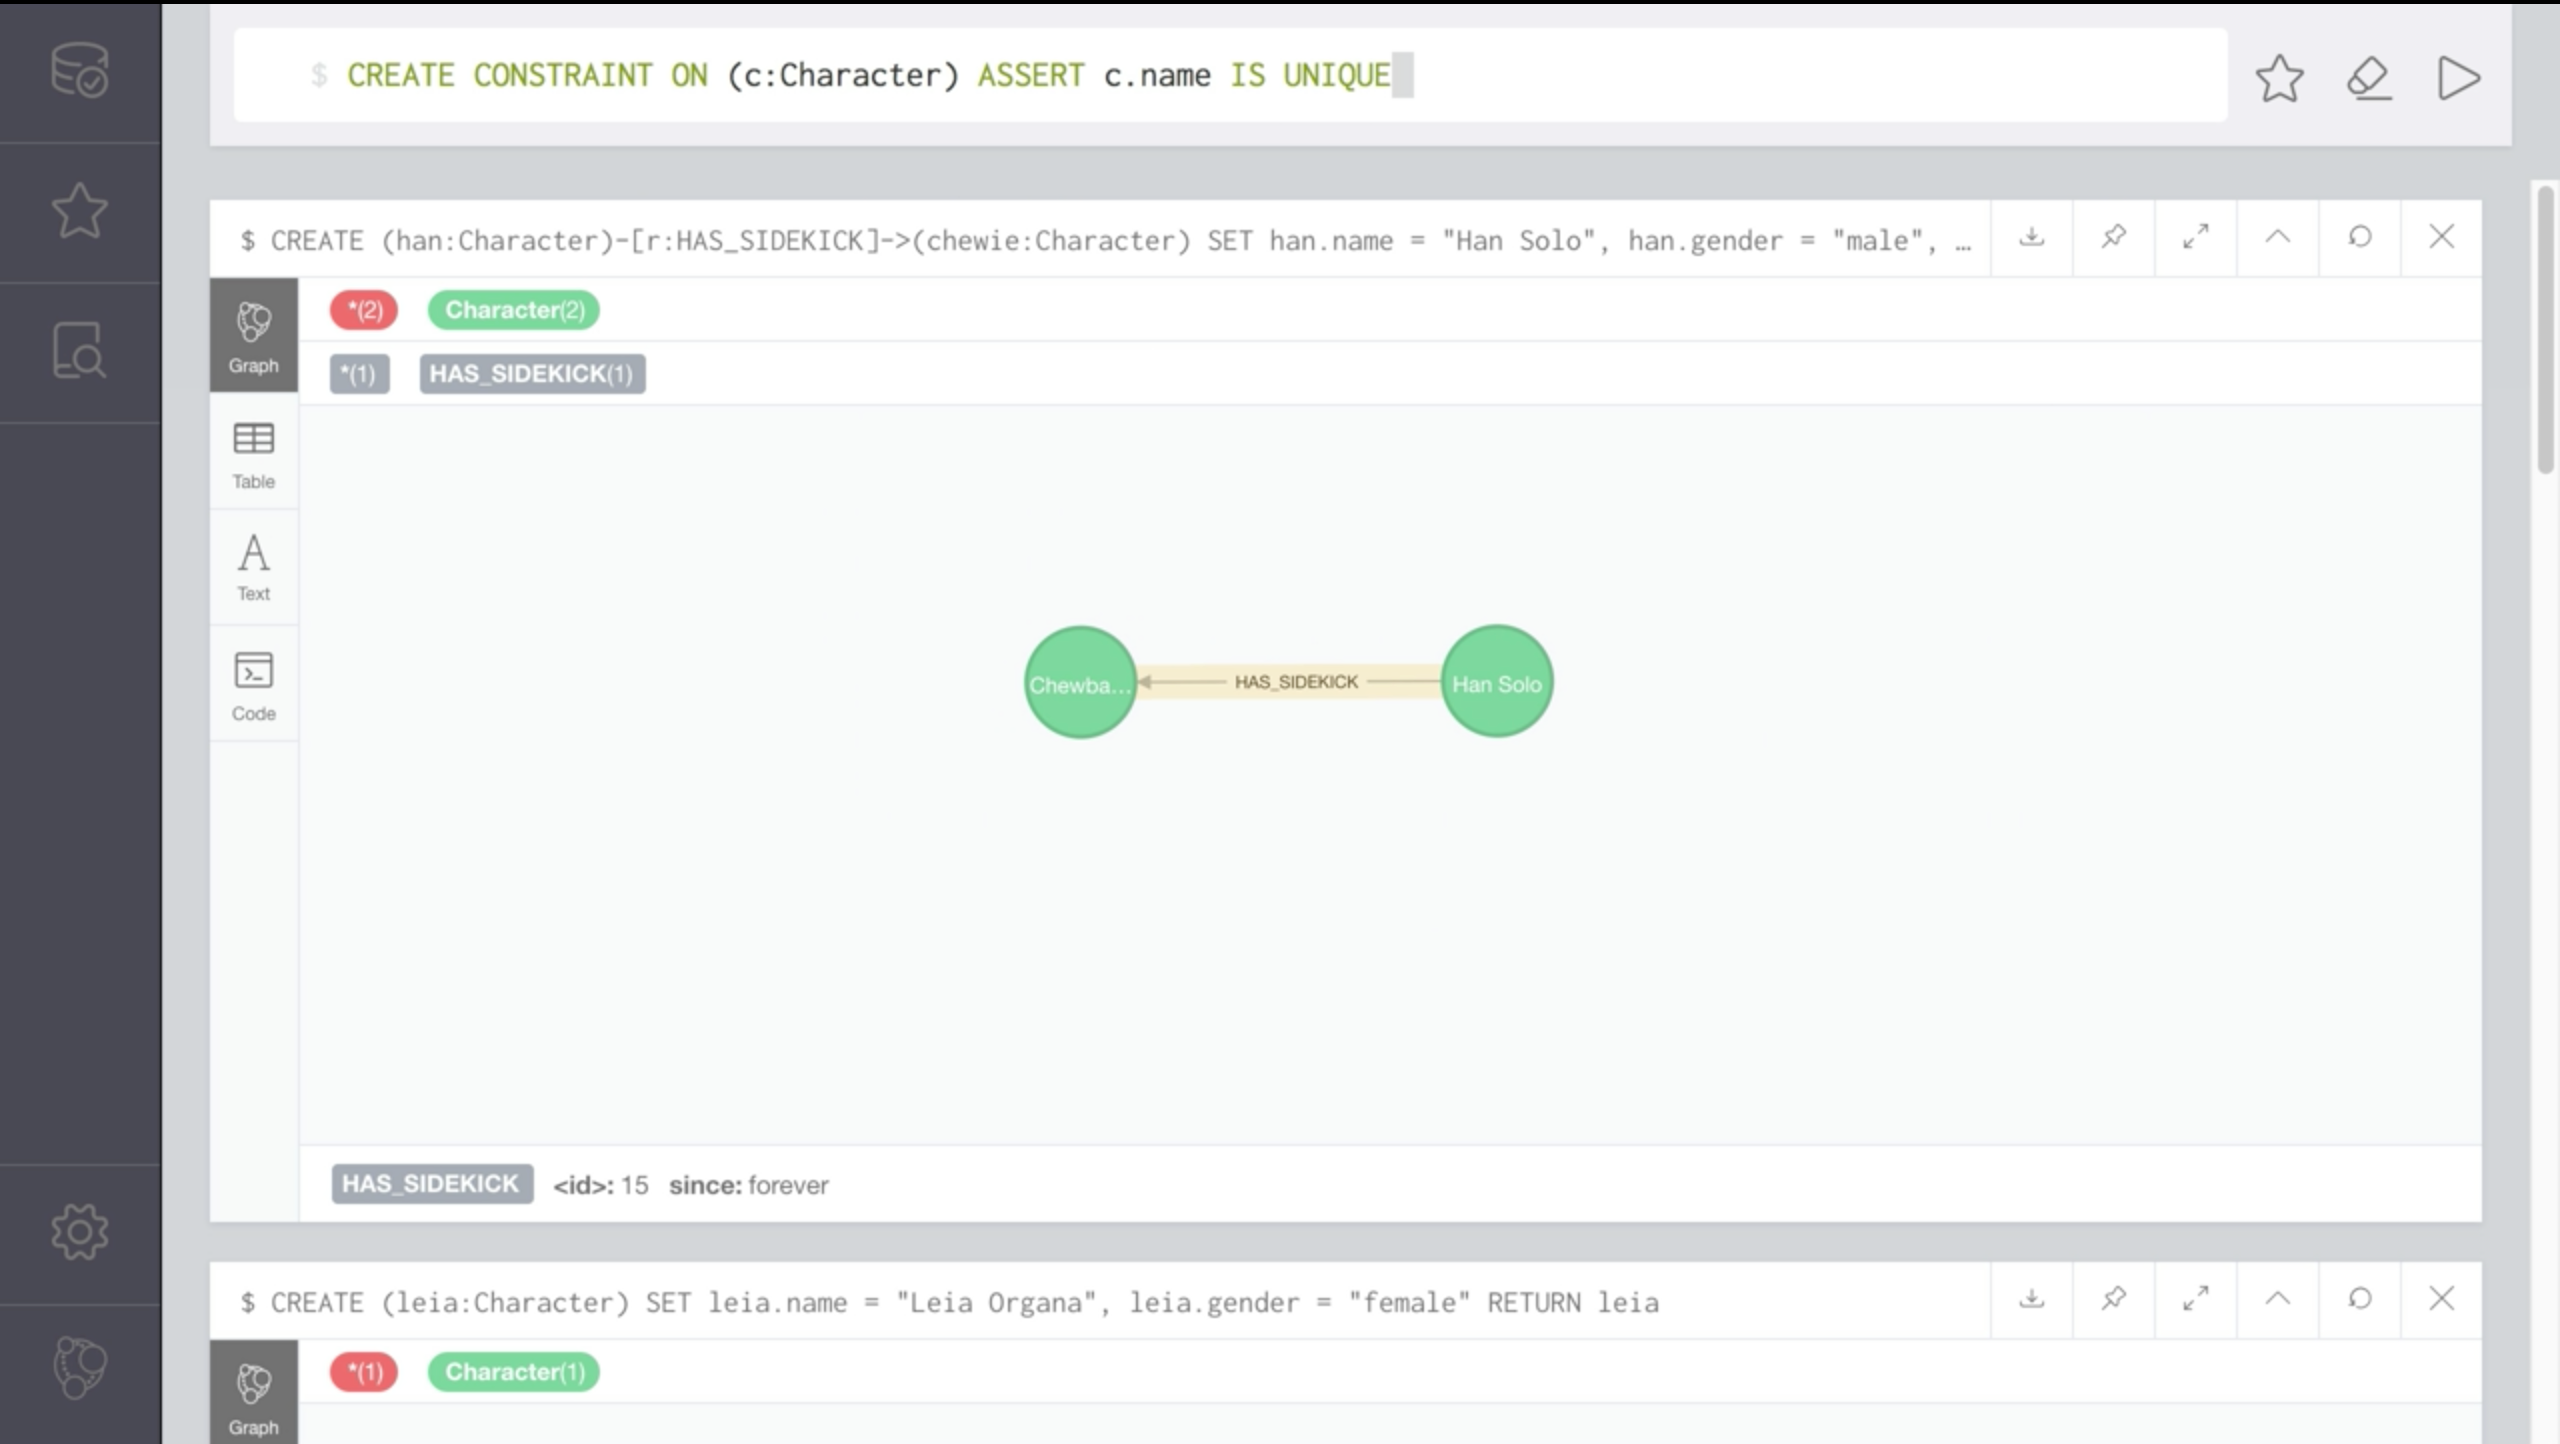 $ CREATE CONSTRAINT ON (c:Character) ASSERT c.name IS UNIQUE
$ CREATE (han:Character)-[r:HAS_SIDEKICK]->(chewie:Character) SET han.name = "Han Solo", han.gender = "male", …
*(2) Character(2)
Graph
*(1) HAS_SIDEKICK(1)
Table
Text
Code
Chewba... HAS_SIDEKICK Han Solo
HAS_SIDEKICK <id>: 15 since: forever
$ CREATE (leia:Character) SET leia.name = "Leia Organa", leia.gender = "female" RETURN leia
*(1) Character(1)
Graph